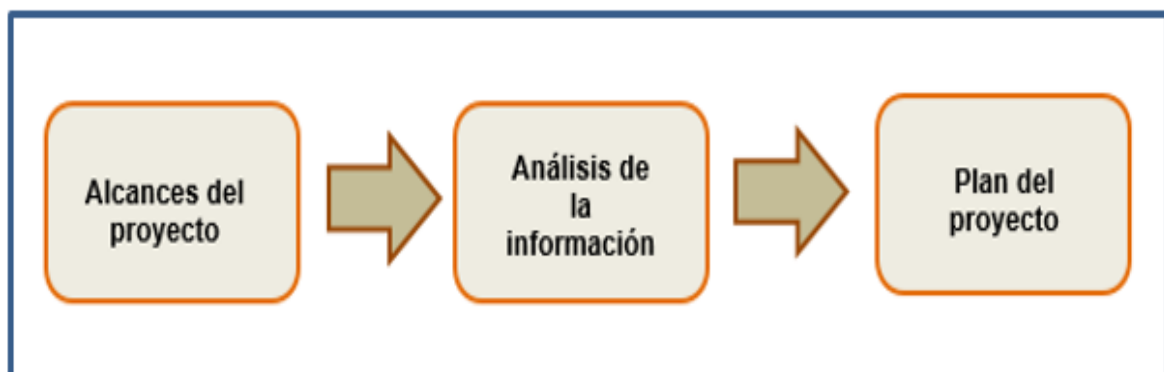 Alcances del
proyecto
Análisis de
la
información
Plan del
proyecto